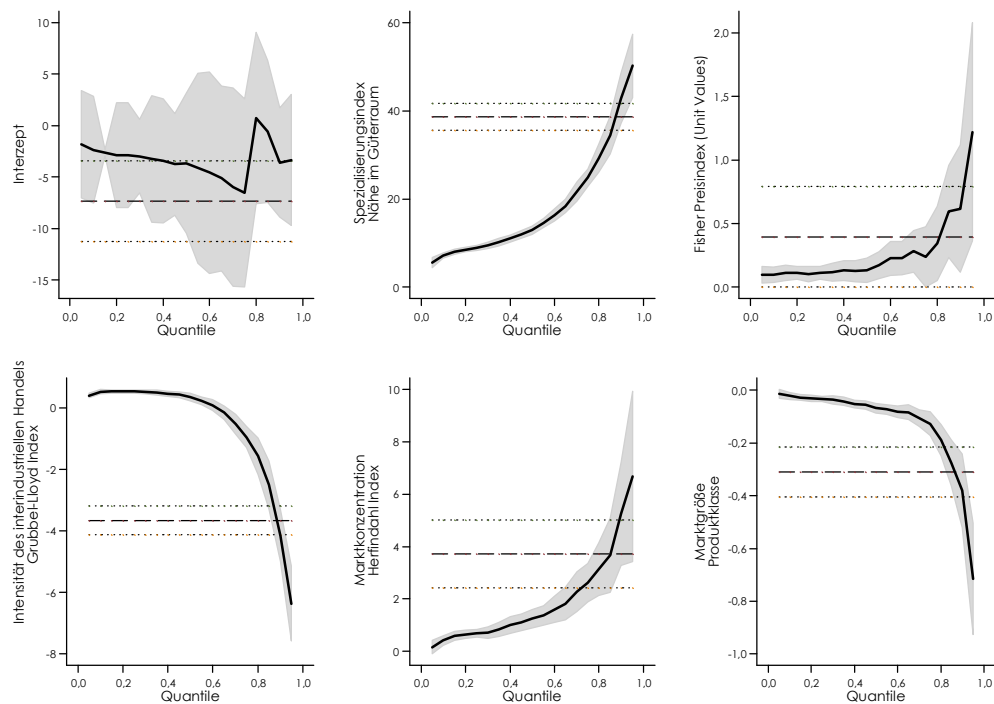 Interzept
10
5
0
-5
-10
-15
0,0 0,2 0,4 0,6 0,8 1,0
Quantile
Spezialisierungsindex
Nähe im Güterraum
60
40
20
0
0,0 0,2 0,4 0,6 0,8 1,0
Quantile
Fisher Preisindex (Unit Values)
2,0
1,5
1,0
0,5
0,0
0,0 0,2 0,4 0,6 0,8 1,0
Quantile
Intensität des interindustriellen Handels
Grubbel-Lloyd Index
0
-2
-4
-6
-8
0,0 0,2 0,4 0,6 0,8 1,0
Quantile
Marktkonzentration
Herfindahl Index
10
8
6
4
2
0
0,0 0,2 0,4 0,6 0,8 1,0
Quantile
Marktgröße
Produktklasse
0,0
-0,2
-0,4
-0,6
-0,8
-1,0
0,0 0,2 0,4 0,6 0,8 1,0
Quantile